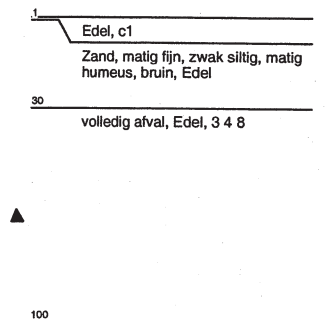 1
Edel, c1
Zand, matig fijn, zwak siltig, matig
humeus, bruin, Edel
30
volledig afval, Edel, 3 4 8
100